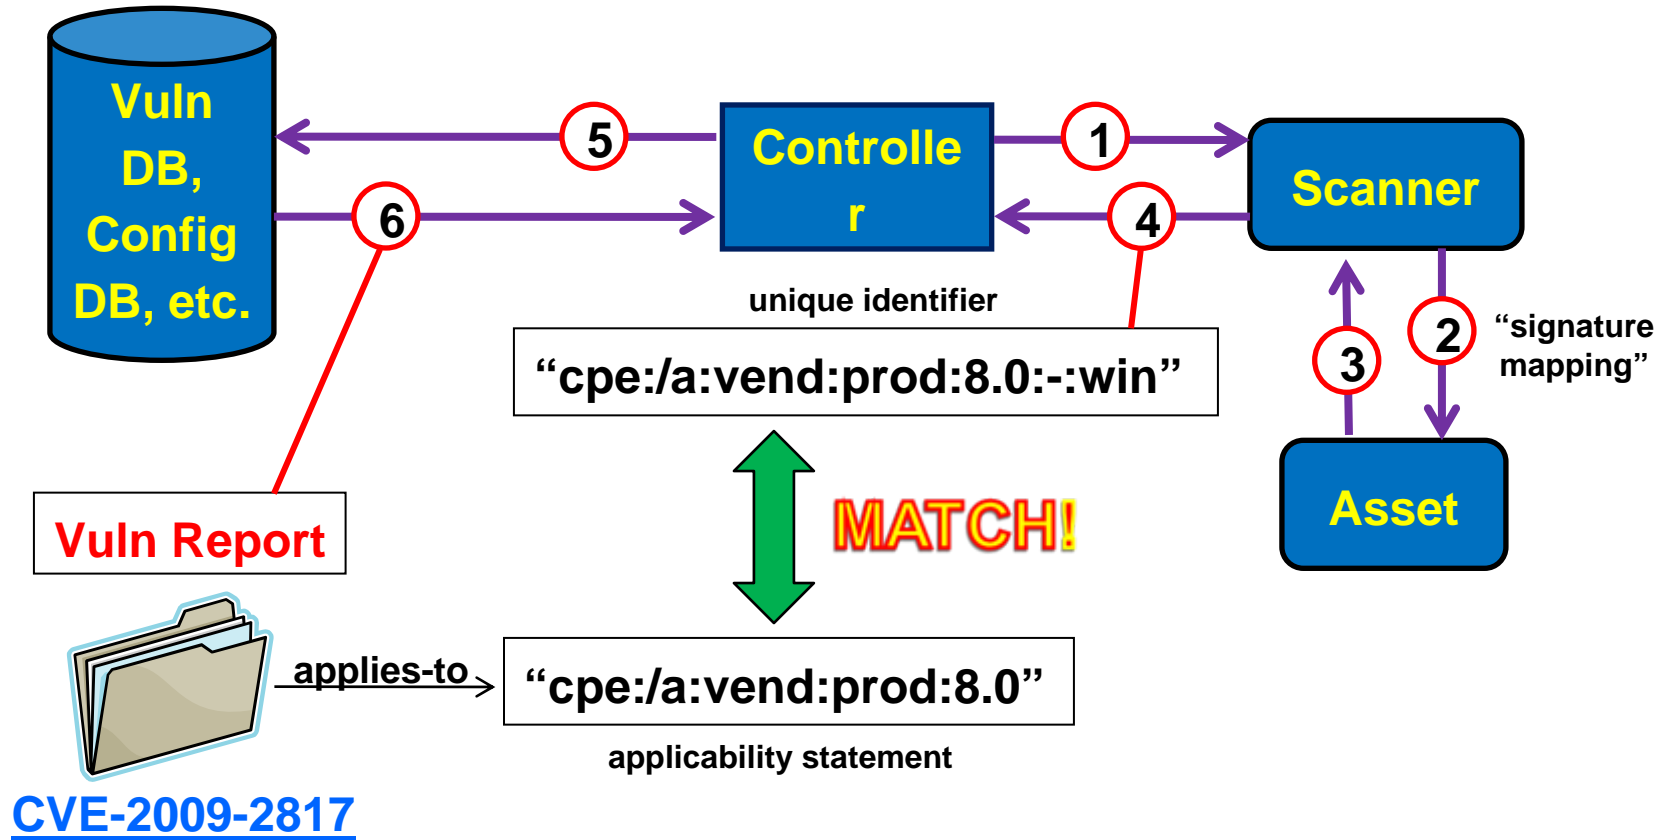 Vuln
DB,
Config
DB, etc.
5
6
Controlle
r
1
4
Scanner
3
2
“signature
mapping”
Asset
unique identifier
“cpe:/a:vend:prod:8.0:-:win”
MATCH!
Vuln Report
applies-to
“cpe:/a:vend:prod:8.0”
applicability statement
CVE-2009-2817